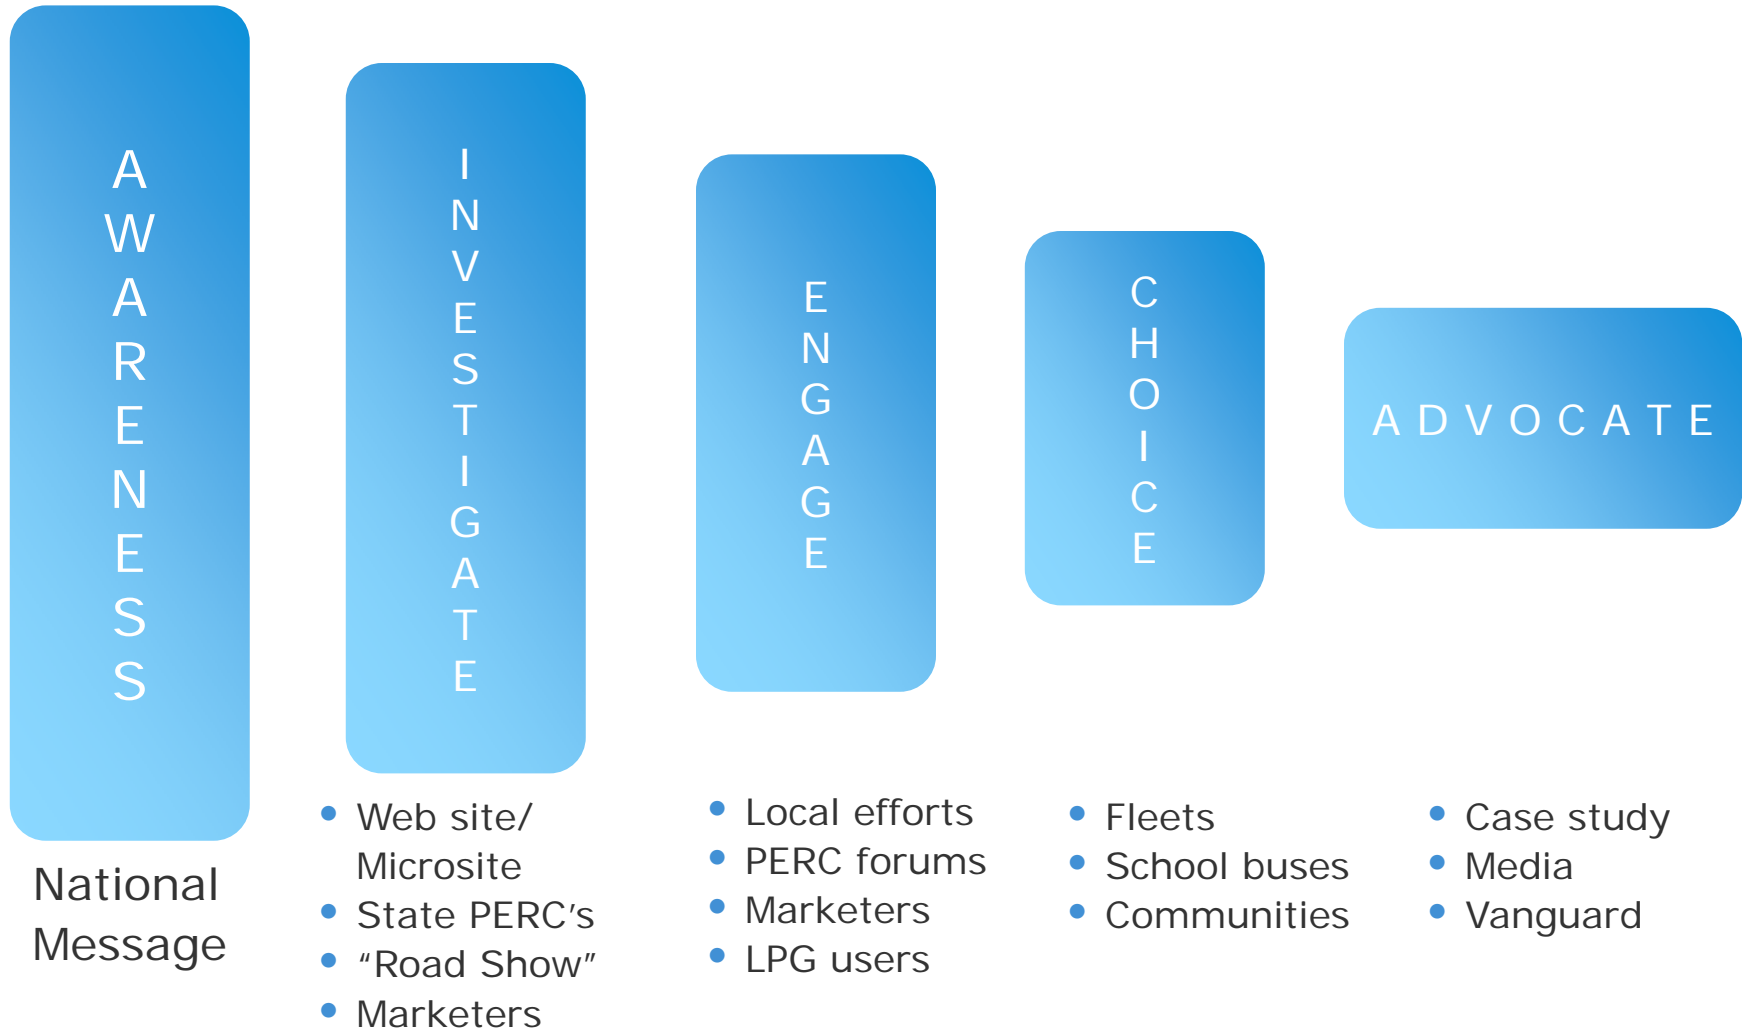 AWARENESS
National
Message
INVESTIGATE
• Web site/
Microsite
• State PERC’s
• “Road Show”
• Marketers
ENGAGE
• Local efforts
• PERC forums
• Marketers
• LPG users
CHOICE
• Fleets
• School buses
• Communities
ADVOCATE
• Case study
• Media
• Vanguard